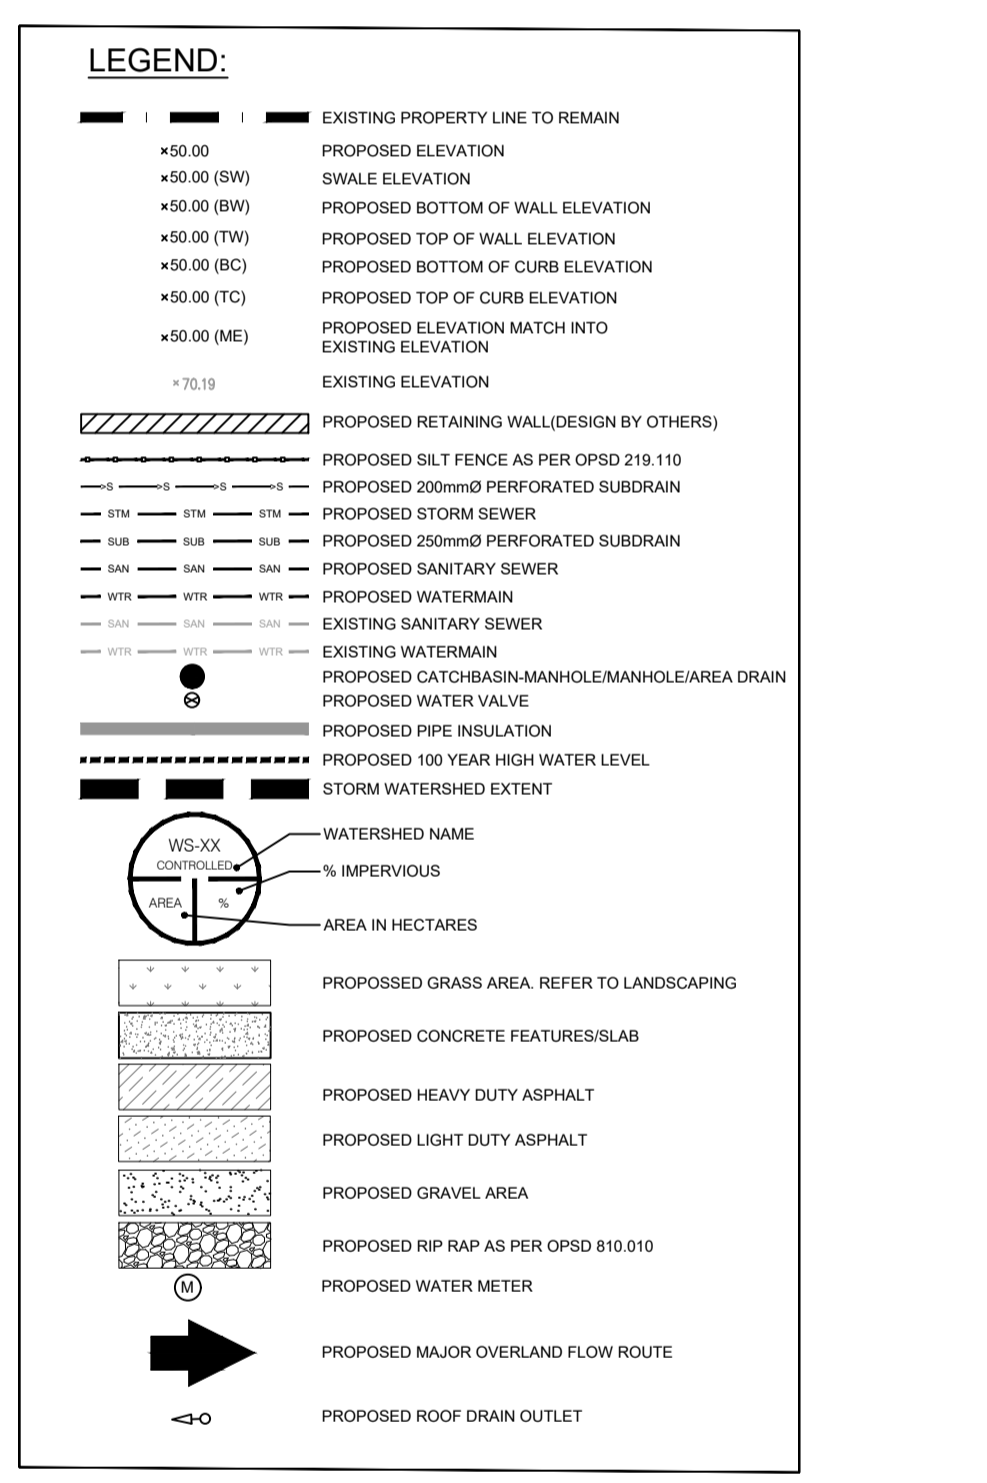 LEGEND:
EXISTING PROPERTY LINE TO REMAIN
×50.00 PROPOSED ELEVATION
×50.00 (SW) SWALE ELEVATION
×50.00 (BW) PROPOSED BOTTOM OF WALL ELEVATION
×50.00 (TW) PROPOSED TOP OF WALL ELEVATION
×50.00 (BC) PROPOSED BOTTOM OF CURB ELEVATION
×50.00 (TC) PROPOSED TOP OF CURB ELEVATION
×50.00 (ME) PROPOSED ELEVATION MATCH INTO
EXISTING ELEVATION
×70.19 EXISTING ELEVATION
PROPOSED RETAINING WALL(DESIGN BY OTHERS)
PROPOSED SILT FENCE AS PER OPSD 219.110
S S S S PROPOSED 200mmØ PERFORATED SUBDRAIN
STM STM STM PROPOSED STORM SEWER
SUB SUB SUB PROPOSED 250mmØ PERFORATED SUBDRAIN
SAN SAN SAN PROPOSED SANITARY SEWER
WTR WTR WTR PROPOSED WATERMAIN
SAN SAN SAN EXISTING SANITARY SEWER
WTR WTR WTR EXISTING WATERMAIN
PROPOSED CATCHBASIN-MANHOLE/MANHOLE/AREA DRAIN
PROPOSED WATER VALVE
PROPOSED PIPE INSULATION
PROPOSED 100 YEAR HIGH WATER LEVEL
STORM WATERSHED EXTENT
WS-XX
CONTROLLED
AREA %
WATERSHED NAME
% IMPERVIOUS
AREA IN HECTARES
PROPOSSED GRASS AREA. REFER TO LANDSCAPING
PROPOSED CONCRETE FEATURES/SLAB
PROPOSED HEAVY DUTY ASPHALT
PROPOSED LIGHT DUTY ASPHALT
PROPOSED GRAVEL AREA
PROPOSED RIP RAP AS PER OPSD 810.010
M PROPOSED WATER METER
PROPOSED MAJOR OVERLAND FLOW ROUTE
PROPOSED ROOF DRAIN OUTLET